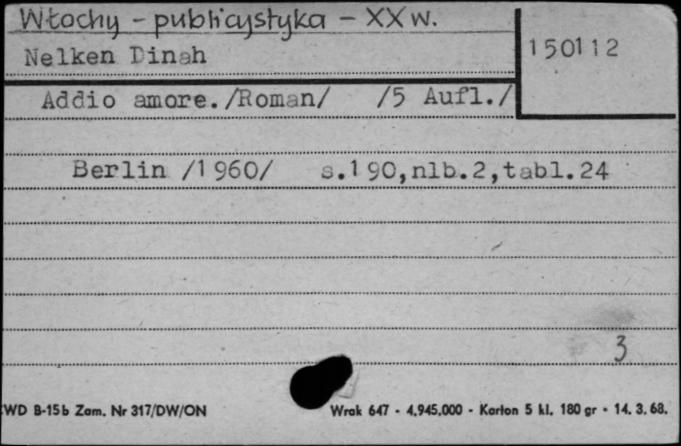 Włochy - publicystyka - XX w.
Nelken Dinah
150112
Addio amore./Roman/ /5 Aufl./
Berlin /1960/ s.190,nlb.2,tabl.24
3
WD B-15b Zam. Nr 317/DW/ON Wrak 647 - 4.945.000 - Karton 5 kl. 180 gr - 14. 3. 68.